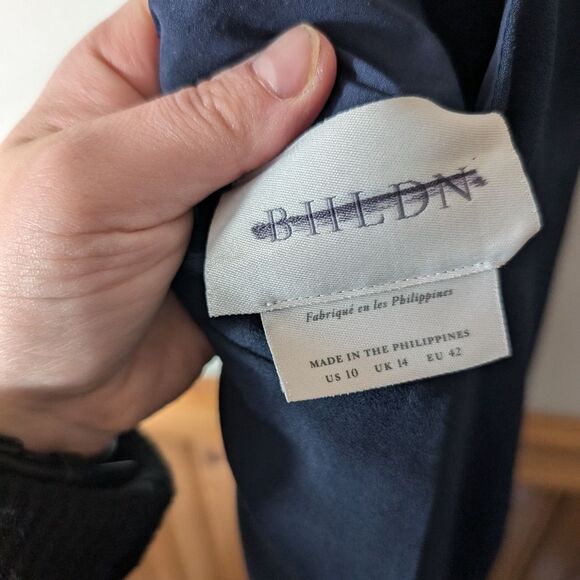 BHLDN
Fabriqué en les Philippines
MADE IN THE PHILIPPINES
US 10 UK 14 EU 42